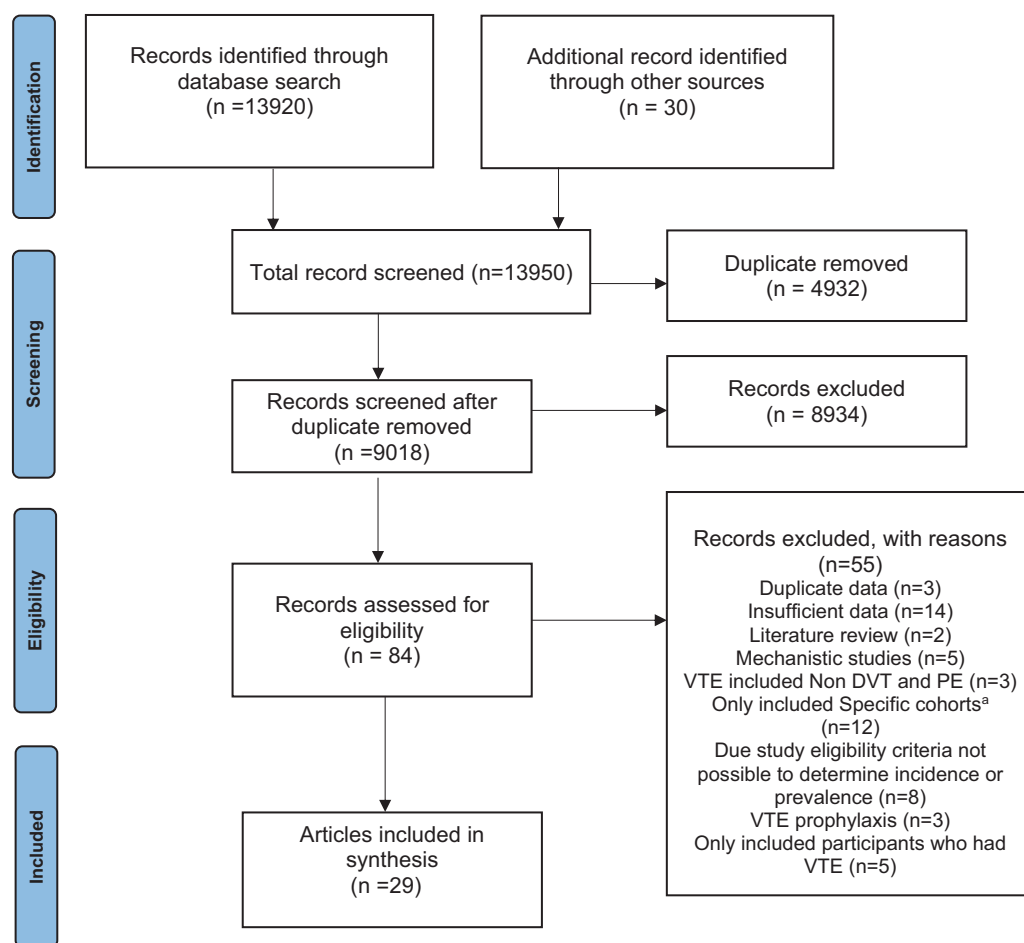 Identification
Records identified through
database search
(n =13920)
Additional record identified
through other sources
(n = 30)
Screening
Total record screened (n=13950)
Duplicate removed
(n = 4932)
Records screened after
duplicate removed
(n =9018)
Records excluded
(n = 8934)
Eligibility
Records assessed for
eligibility
(n = 84)
Records excluded, with reasons
(n=55)
Duplicate data (n=3)
Insufficient data (n=14)
Literature review (n=2)
Mechanistic studies (n=5)
VTE included Non DVT and PE (n=3)
Only included Specific cohortsᵃ
(n=12)
Due study eligibility criteria not
possible to determine incidence or
prevalence (n=8)
VTE prophylaxis (n=3)
Only included participants who had
VTE (n=5)
Included
Articles included in
synthesis
(n =29)